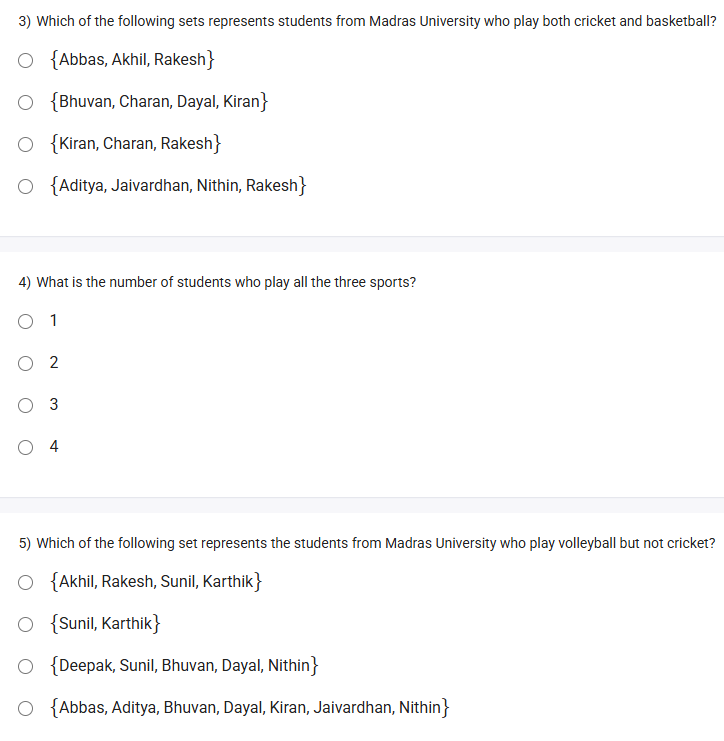 3) Which of the following sets represents students from Madras University who play both cricket and basketball?
{Abbas, Akhil, Rakesh}
{Bhuvan, Charan, Dayal, Kiran}
{Kiran, Charan, Rakesh}
{Aditya, Jaivardhan, Nithin, Rakesh}
4) What is the number of students who play all the three sports?
1
2
3
4
5) Which of the following set represents the students from Madras University who play volleyball but not cricket?
{Akhil, Rakesh, Sunil, Karthik}
{Sunil, Karthik}
{Deepak, Sunil, Bhuvan, Dayal, Nithin}
{Abbas, Aditya, Bhuvan, Dayal, Kiran, Jaivardhan, Nithin}